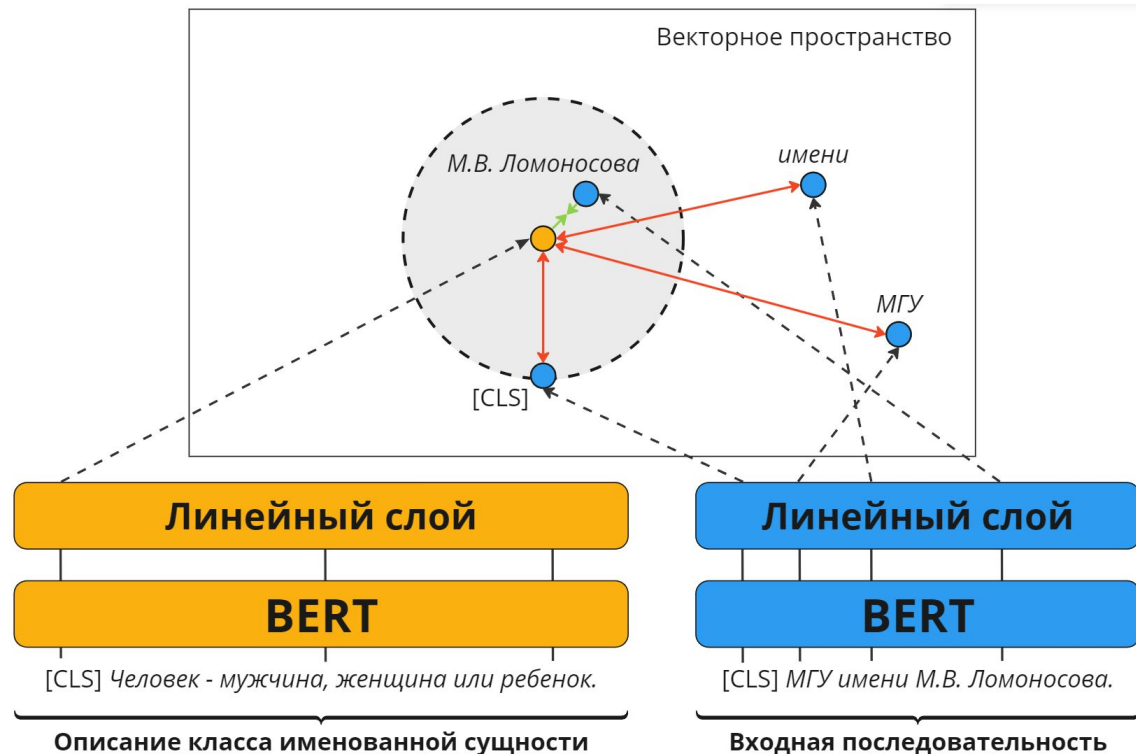 Векторное пространство
М.В. Ломоносова
имени
МГУ
[CLS]
Линейный слой
Линейный слой
BERT
BERT
[CLS] Человек - мужчина, женщина или ребенок.
[CLS] МГУ имени М.В. Ломоносова.
Описание класса именованной сущности
Входная последовательность